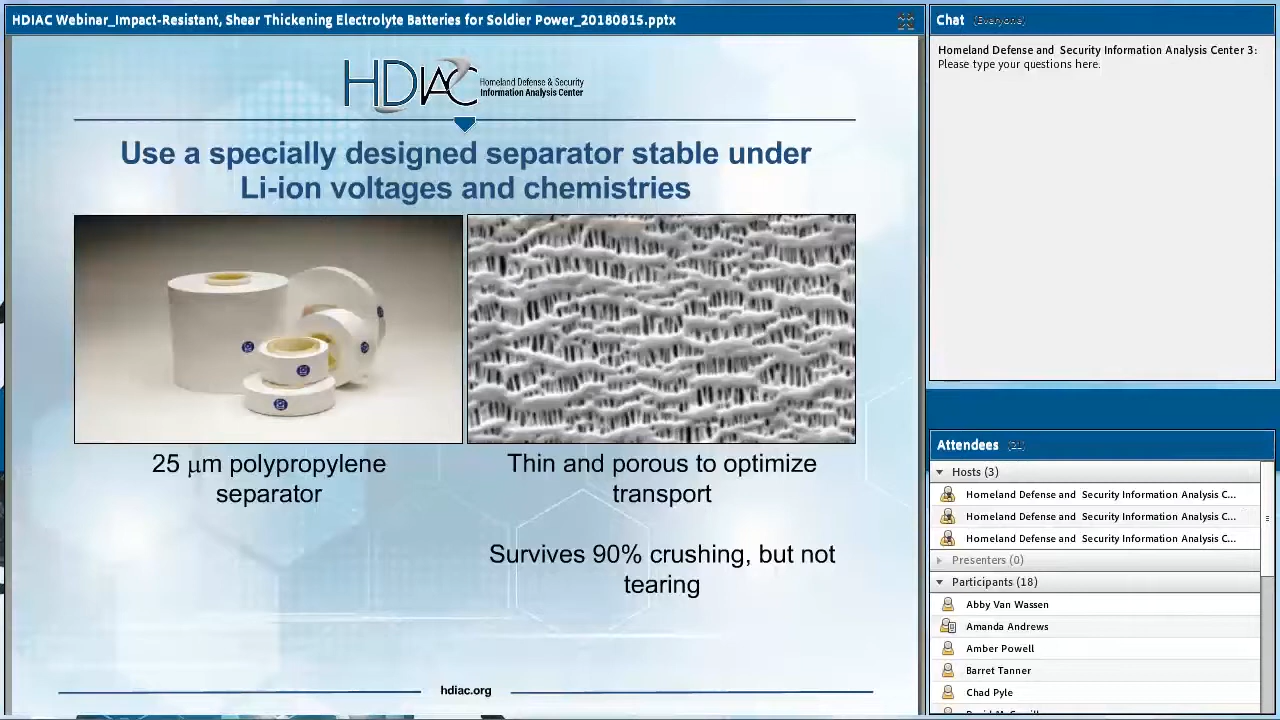 HDIAC Webinar_Impact-Resistant, Shear Thickening Electrolyte Batteries for Soldier Power_20180815.pptx
HDIAC
Homeland Defense & Security
Information Analysis Center
Use a specially designed separator stable under
Li-ion voltages and chemistries
25 μm polypropylene
separator
Thin and porous to optimize
transport
Survives 90% crushing, but not
tearing
hdiac.org
Chat (Everyone)
Homeland Defense and Security Information Analysis Center 3:
Please type your questions here.
Attendees (21)
Hosts (3)
Homeland Defense and Security Information Analysis C...
Homeland Defense and Security Information Analysis C...
Homeland Defense and Security Information Analysis C...
Presenters (0)
Participants (18)
Abby Van Wassen
Amanda Andrews
Amber Powell
Barret Tanner
Chad Pyle